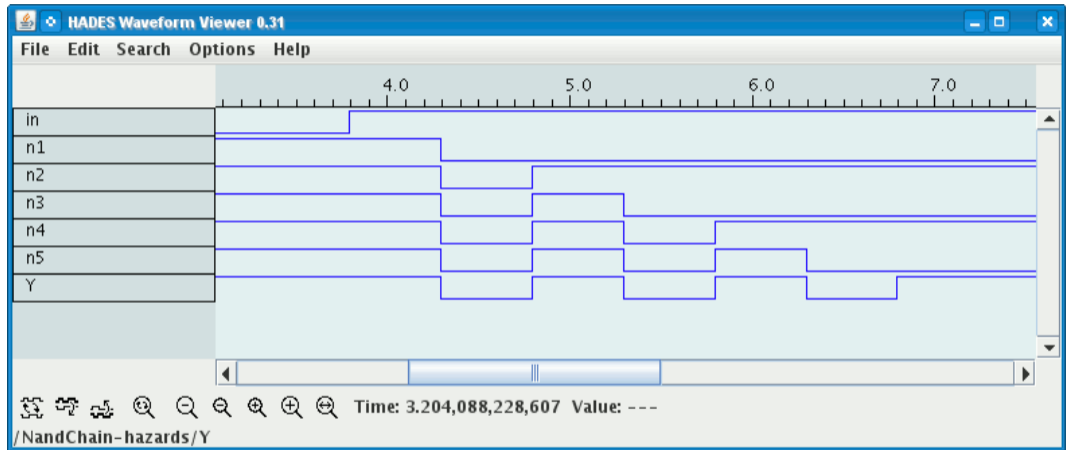 HADES Waveform Viewer 0.31
File Edit Search Options Help
4.0 5.0 6.0 7.0
in
n1
n2
n3
n4
n5
Y
Time: 3.204,088,228,607 Value: ---
/NandChain-hazards/Y